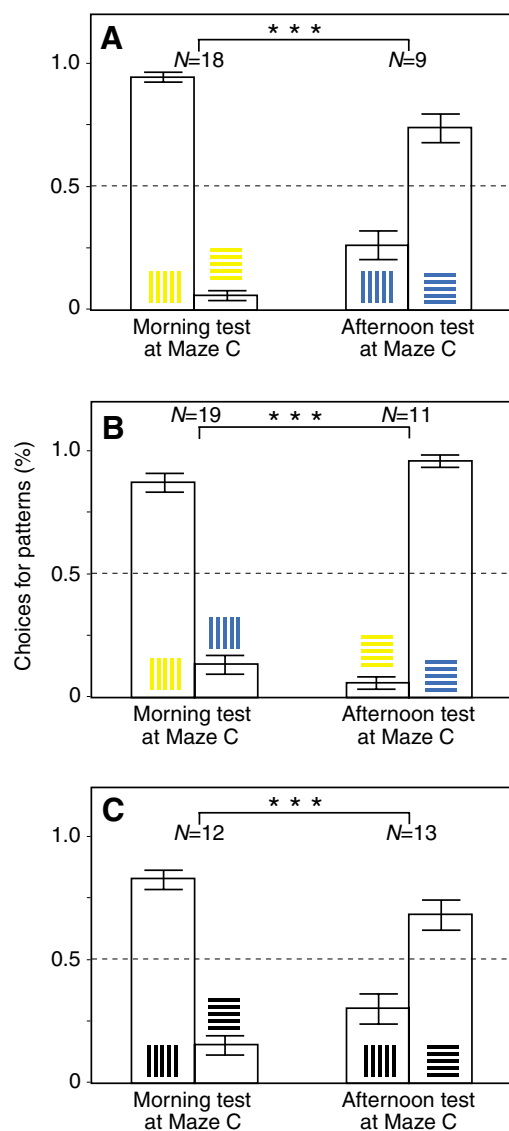 A
* * *
N=18 N=9
1.0
0.5
0
Morning test at Maze C
Afternoon test at Maze C
Choices for patterns (%)
B
N=19 * * * N=11
1.0
0.5
0
Morning test at Maze C
Afternoon test at Maze C
C
* * *
N=12 N=13
1.0
0.5
0
Morning test at Maze C
Afternoon test at Maze C